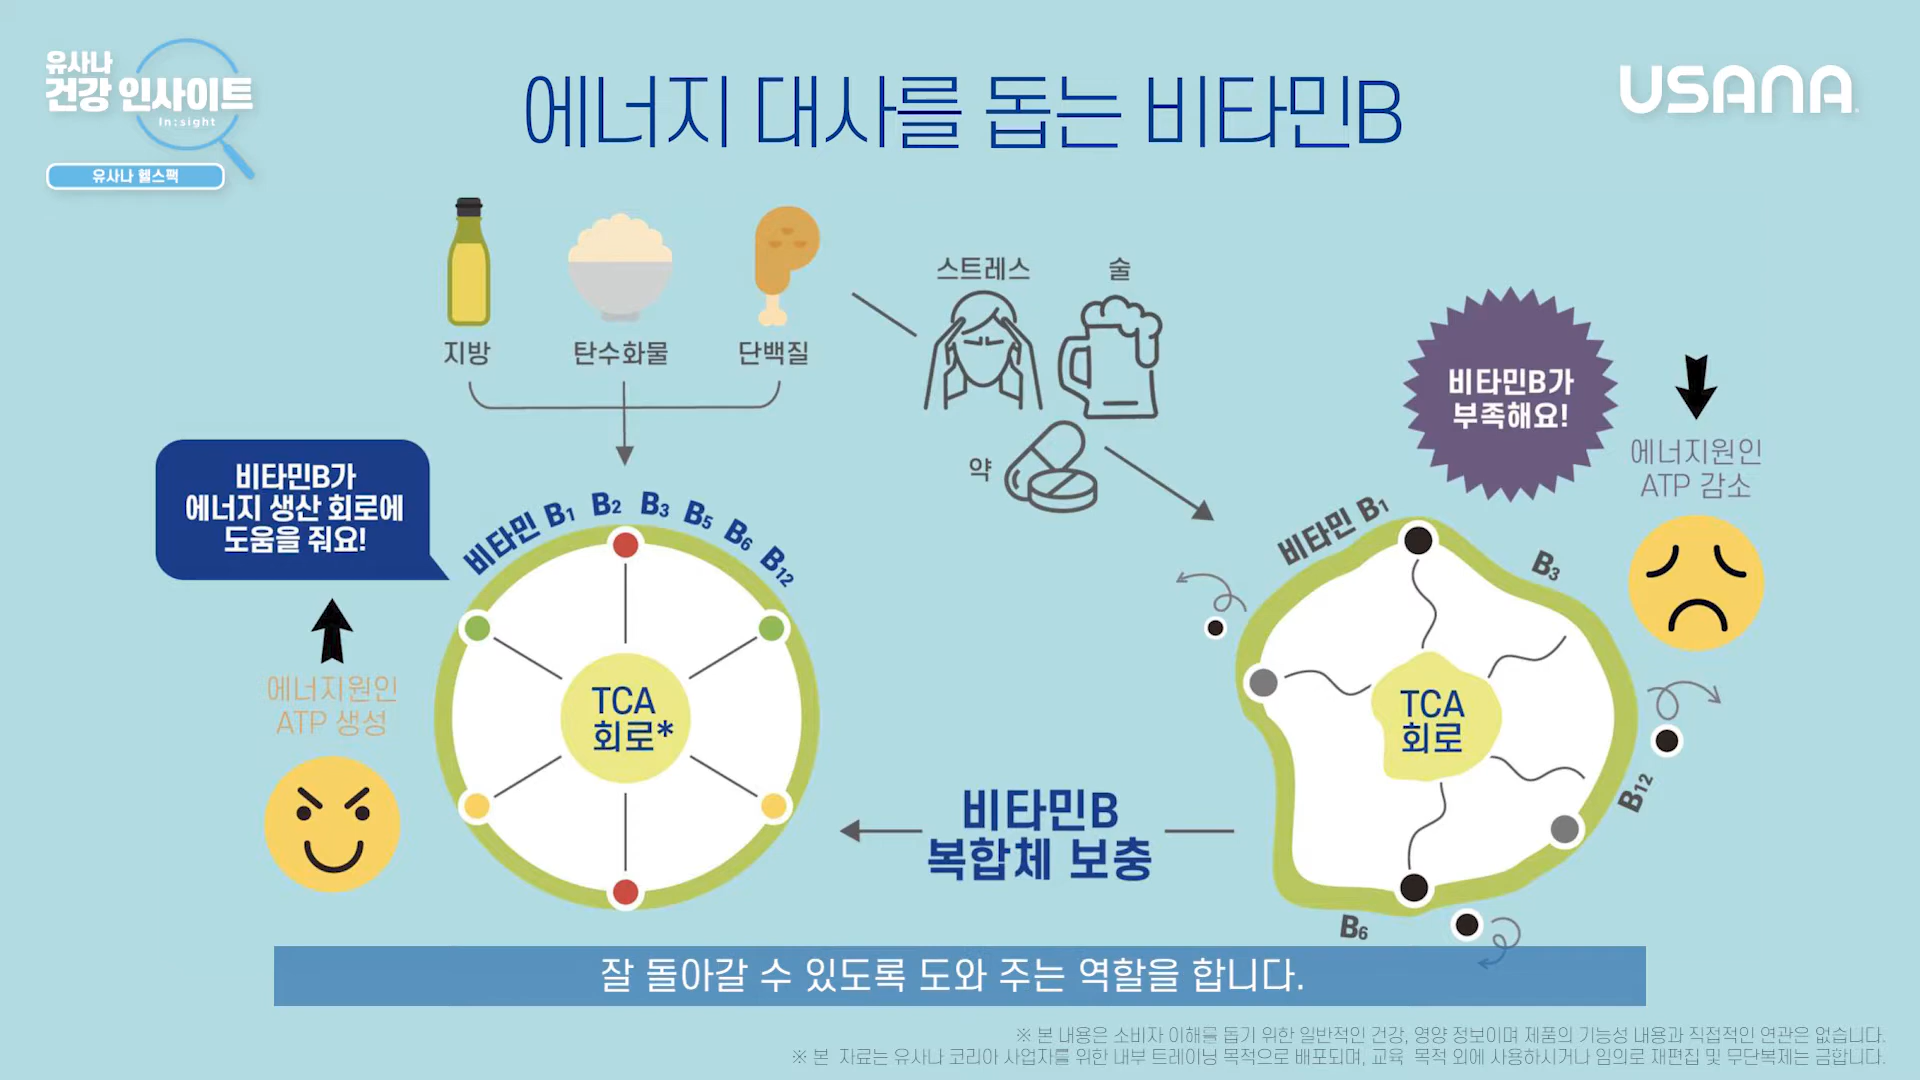 유사나
건강 인사이트
In:sight
유사나 헬스팩
에너지 대사를 돕는 비타민B
USANA
지방
탄수화물
단백질
스트레스
술
약
비타민B가
에너지 생산 회로에
도움을 줘요!
에너지원인
ATP 생성
비타민 B1 B2 B3 B5 B6 B12
TCA
회로*
비타민B
복합체 보충
비타민B가
부족해요!
에너지원인
ATP 감소
비타민 B1
B3
B12
B6
TCA
회로
잘 돌아갈 수 있도록 도와 주는 역할을 합니다.
※ 본 내용은 소비자 이해를 돕기 위한 일반적인 건강, 영양 정보이며 제품의 기능성 내용과 직접적인 연관은 없습니다.
※ 본 자료는 유사나 코리아 사업자를 위한 내부 트레이닝 목적으로 배포되며, 교육 목적 외에 사용하시거나 임의로 재편집 및 무단복제는 금합니다.